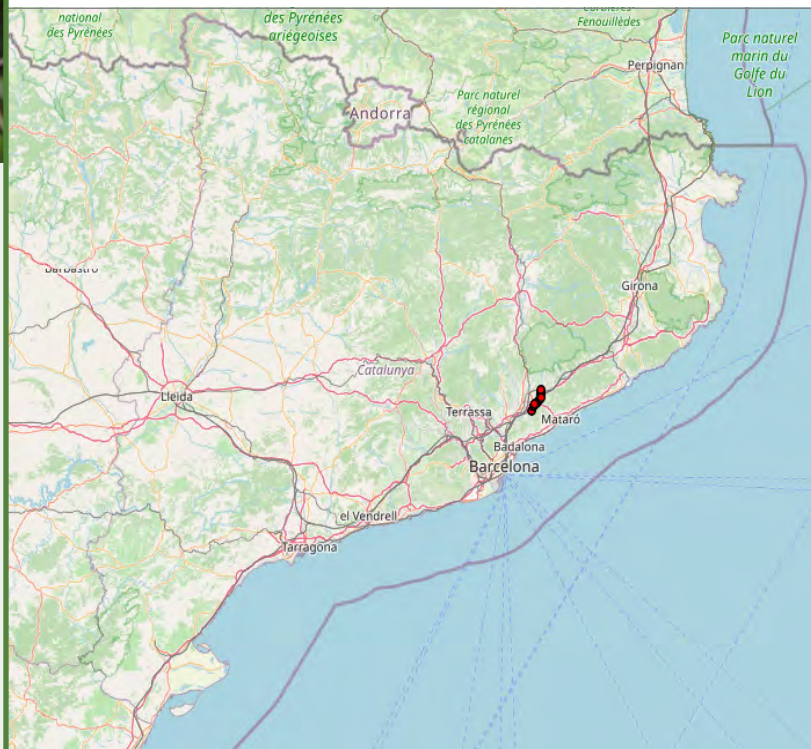 national
des Pyrénées
des Pyrénées
ariégeoises
Fenouillèdes
Parc naturel
marin du
Golfe du
Lion
Perpignan
Andorra
Parc naturel
régional
des Pyrénées
catalanes
Barbastro
Girona
Catalunya
Lleida
Terrassa
Mataró
Badalona
Barcelona
el Vendrell
Tarragona